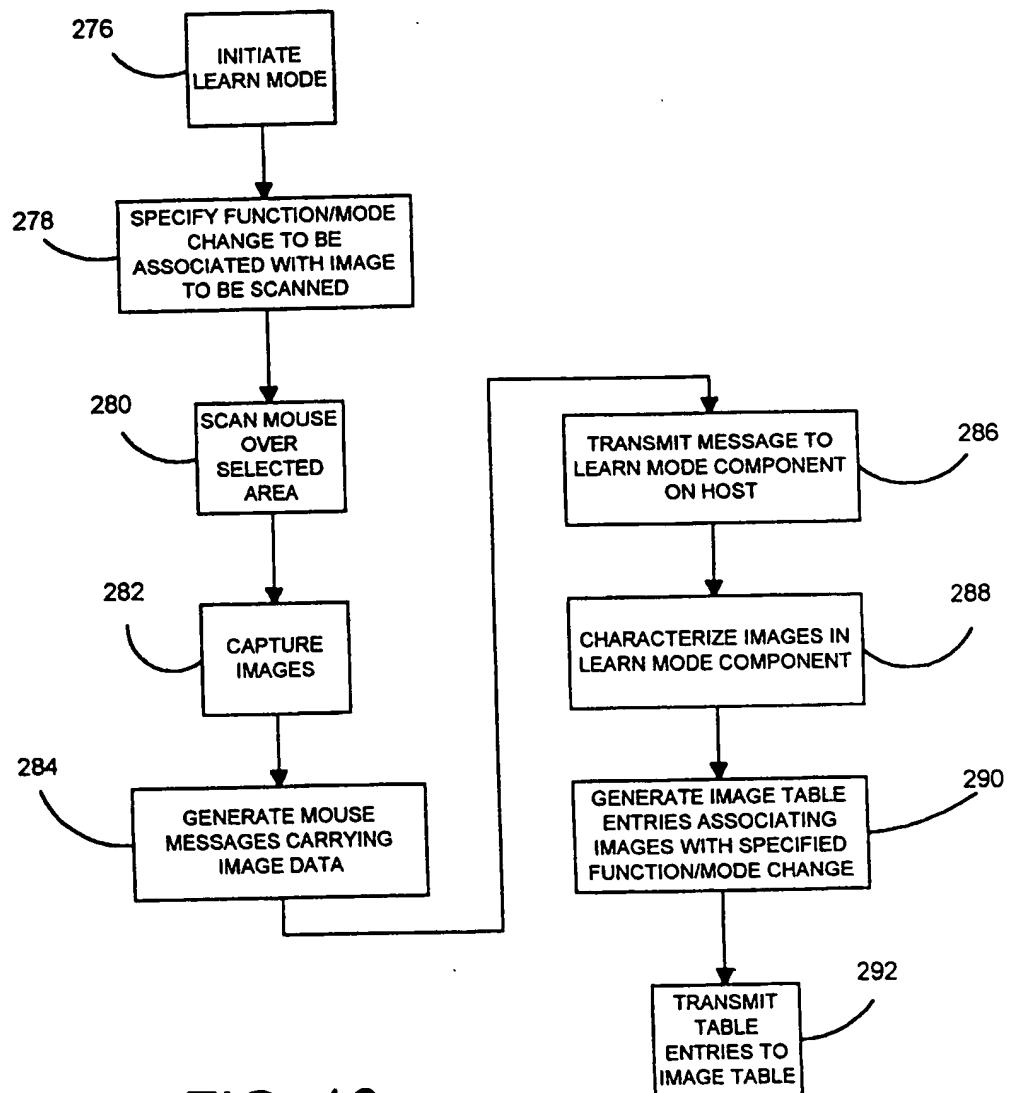 276
INITIATE
LEARN MODE
278
SPECIFY FUNCTION/MODE
CHANGE TO BE
ASSOCIATED WITH IMAGE
TO BE SCANNED
280
SCAN MOUSE
OVER
SELECTED
AREA
282
CAPTURE
IMAGES
284
GENERATE MOUSE
MESSAGES CARRYING
IMAGE DATA
TRANSMIT MESSAGE TO
LEARN MODE COMPONENT
ON HOST
286
CHARACTERIZE IMAGES IN
LEARN MODE COMPONENT
288
GENERATE IMAGE TABLE
ENTRIES ASSOCIATING
IMAGES WITH SPECIFIED
FUNCTION/MODE CHANGE
290
TRANSMIT
TABLE
ENTRIES TO
IMAGE TABLE
292